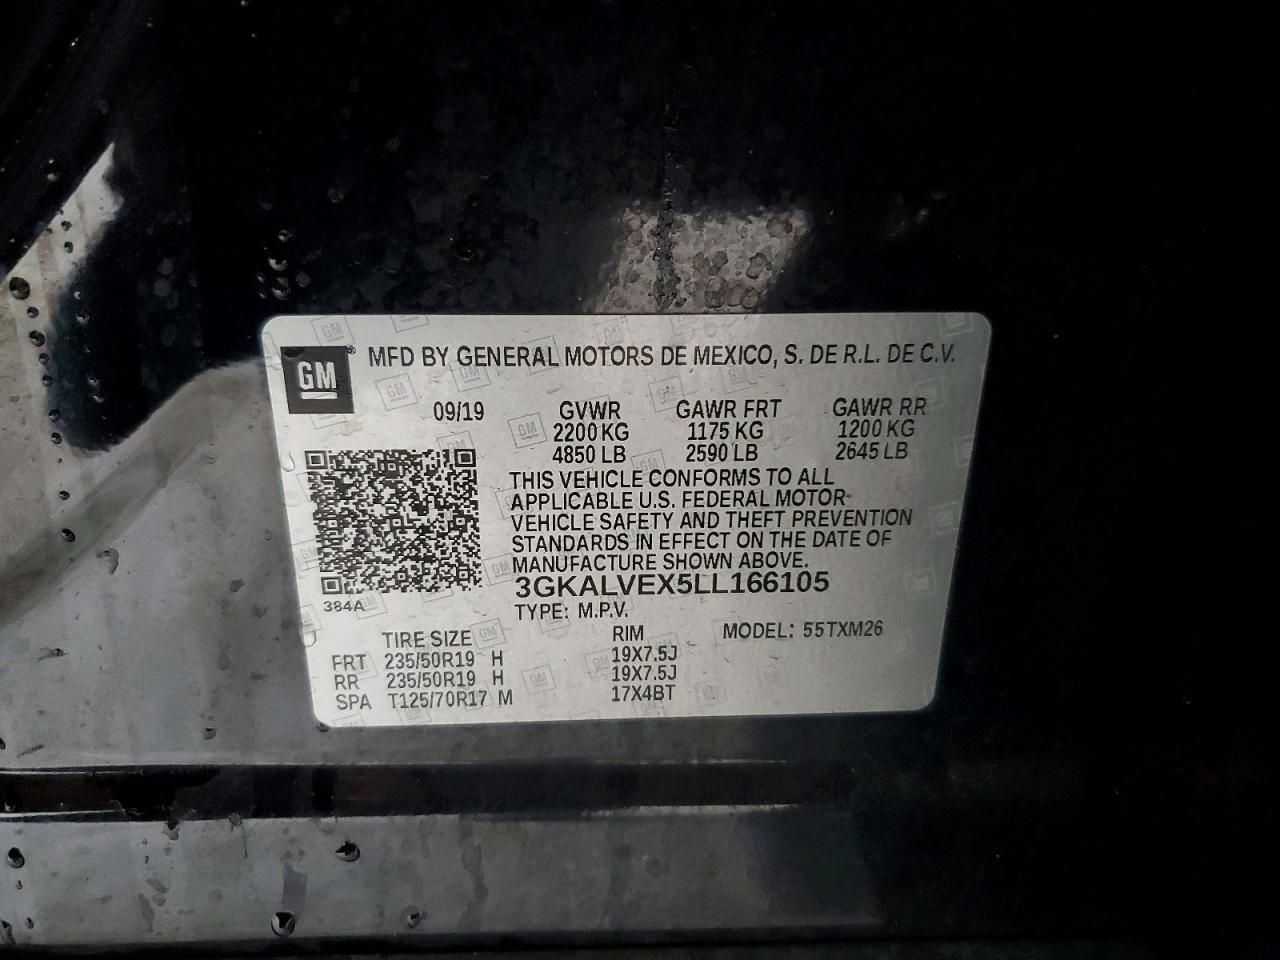 GM
MFD BY GENERAL MOTORS DE MEXICO, S. DE R.L. DE C.V.
09/19 GVWR GAWR FRT GAWR RR
2200 KG 1175 KG 1200 KG
4850 LB 2590 LB 2645 LB
THIS VEHICLE CONFORMS TO ALL
APPLICABLE U.S. FEDERAL MOTOR
VEHICLE SAFETY AND THEFT PREVENTION
STANDARDS IN EFFECT ON THE DATE OF
MANUFACTURE SHOWN ABOVE.
3GKALVEX5LL166105
384A
TYPE: M.P.V.
TIRE SIZE RIM MODEL: 55TXM26
FRT 235/50R19 H 19X7.5J
RR 235/50R19 H 19X7.5J
SPA T125/70R17 M 17X4BT